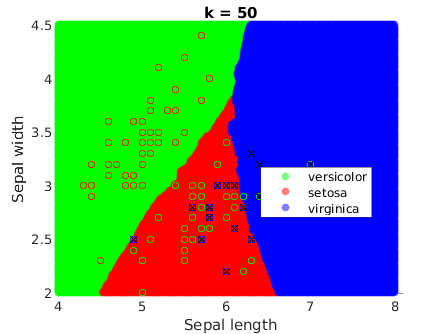 k = 50
4.5
4
3.5
3
2.5
2
Sepal width
versicolor
setosa
virginica
4
5
6
7
8
Sepal length